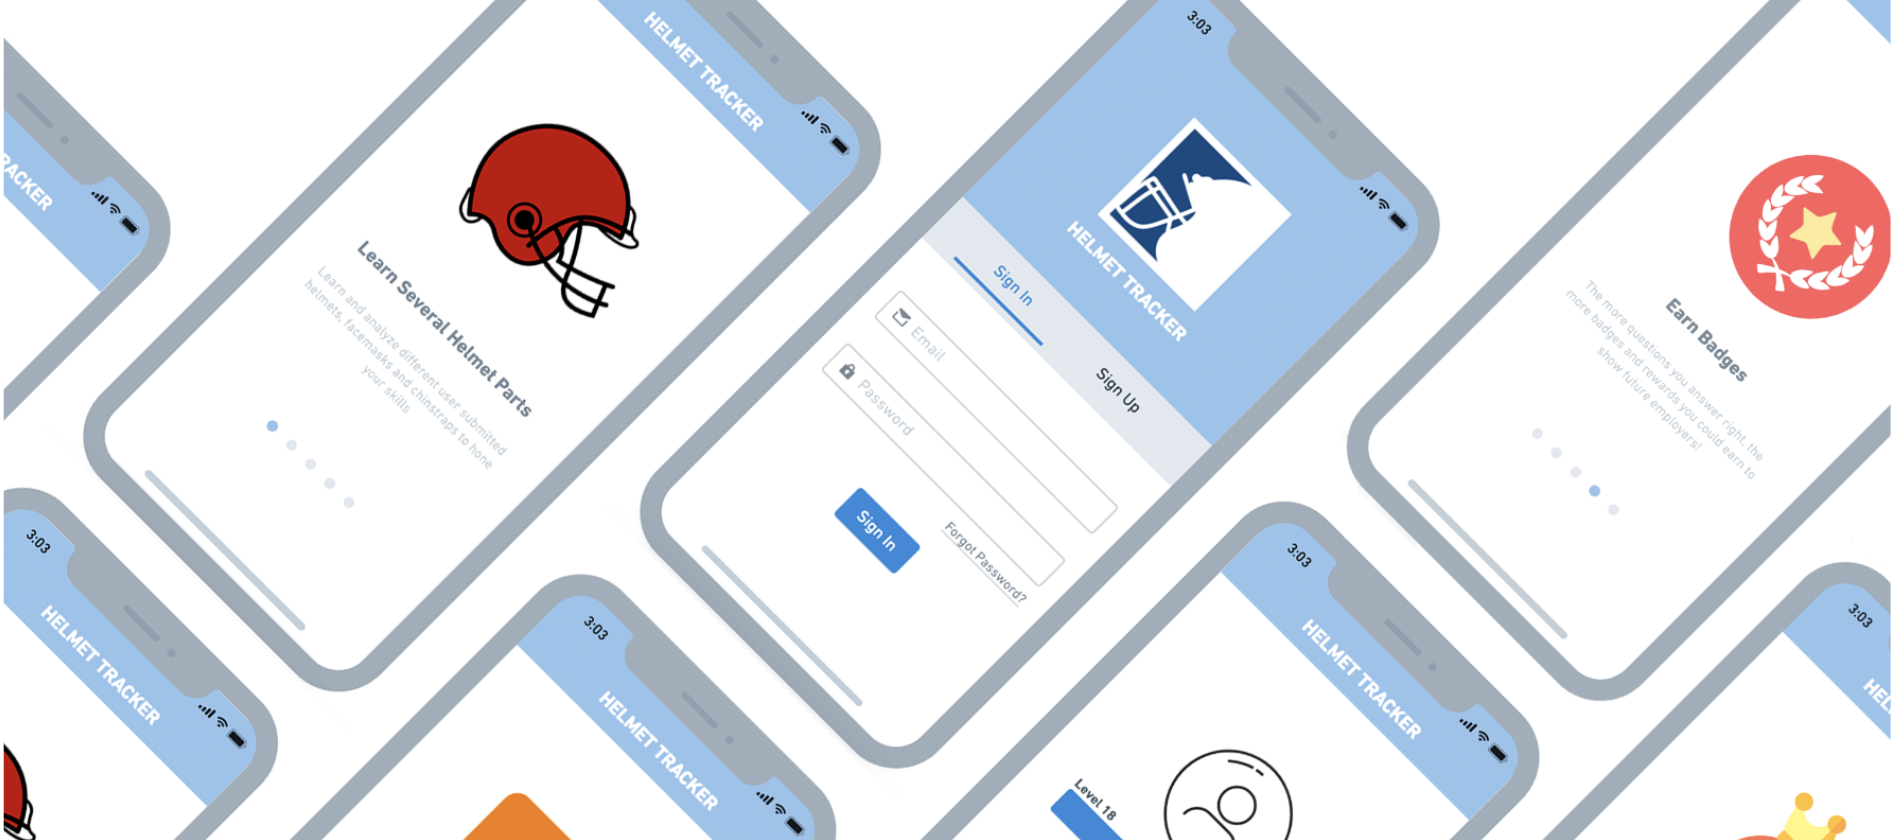 ACKER
HELMET TRACKER
Learn Several Helmet Parts
Learn and analyze different user submitted
helmets, facemasks and chinstraps to hone
your skills
3:03
HELMET TRACKER
Sign In
Sign Up
Email
Password
Sign In
Forgot Password?
Earn Badges
The more questions you answer right, the
more badges and rewards you could earn to
show future employers!
3:03
HELMET TRACKER
3:03
HELMET TRACKER
3:03
HELMET TRACKER
Level 18
3:03
HEL